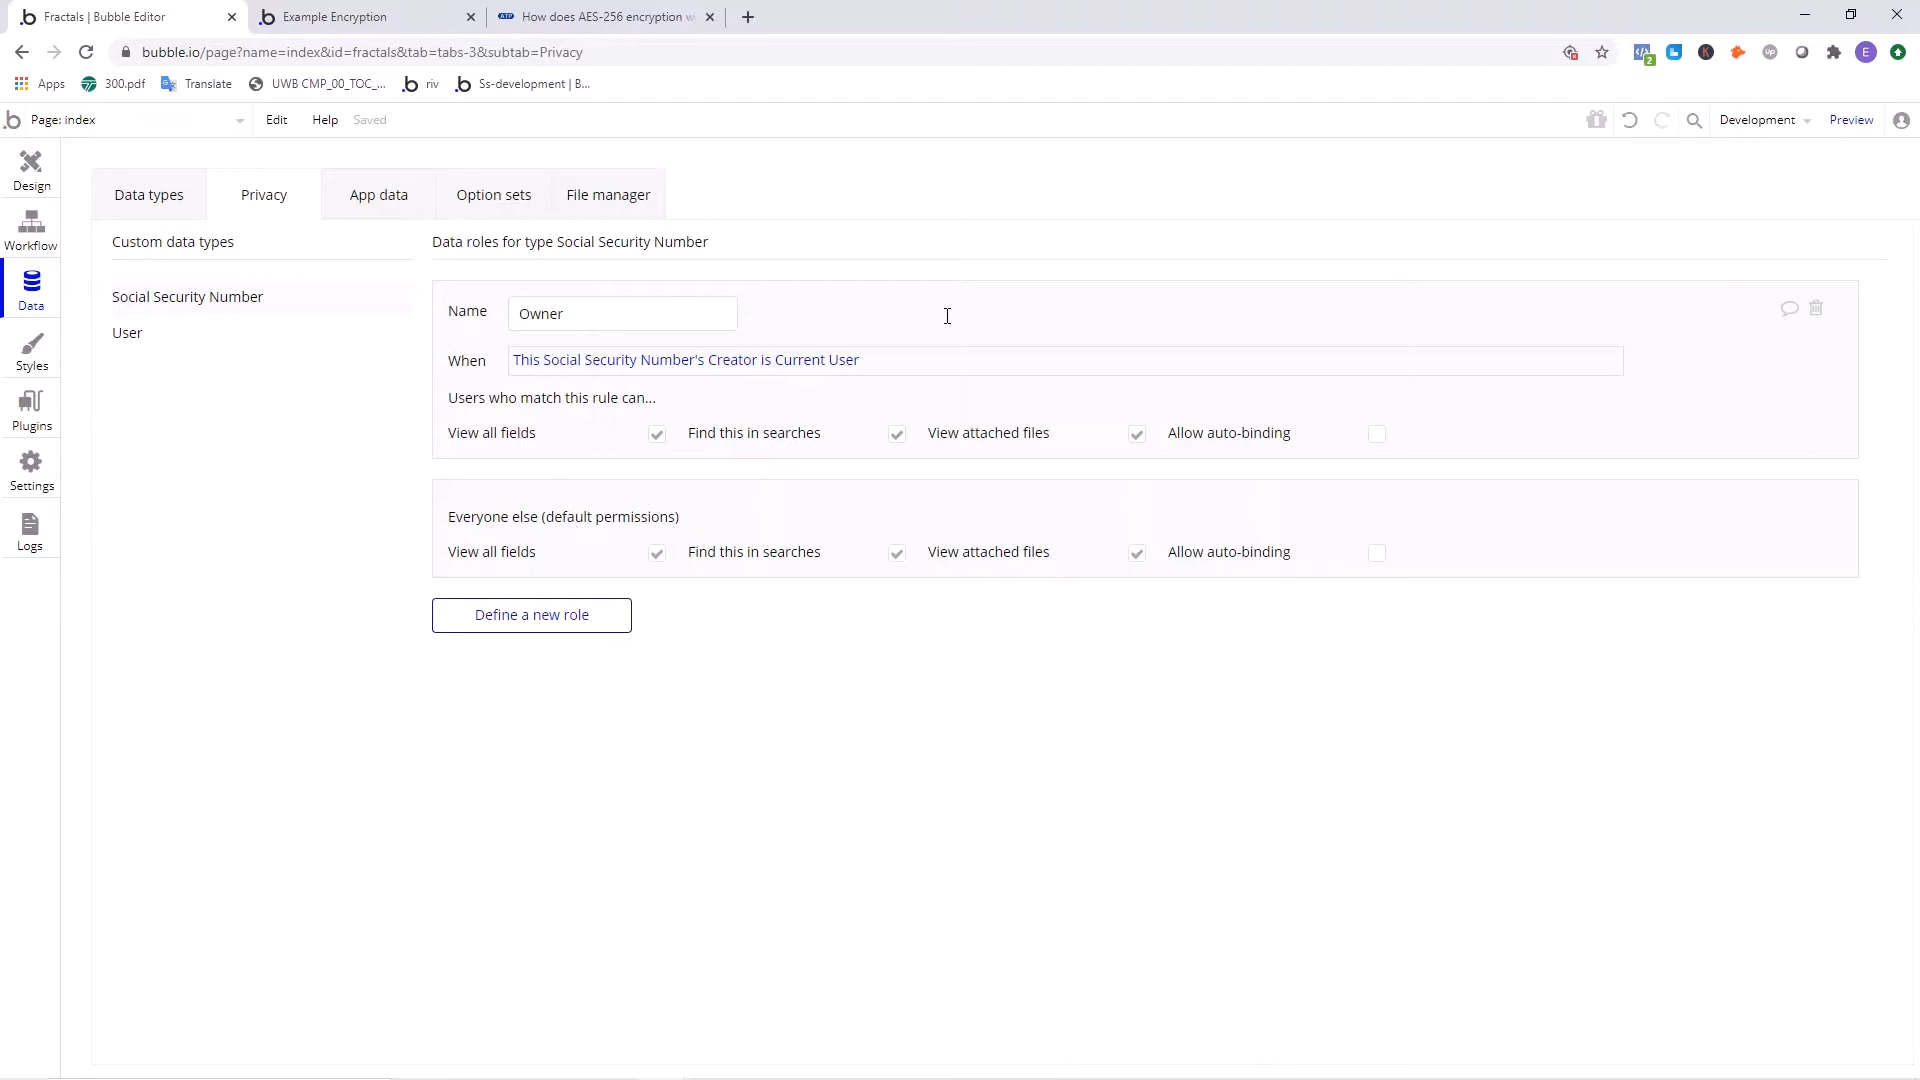 Fractals | Bubble Editor
Example Encryption
How does AES-256 encryption w
bubble.io/page?name=index&id=fractals&tab=tabs-3&subtab=Privacy
2
K
up
E
Apps
300.pdf
Translate
UWB CMP_00_TOC_...
riv
Ss-development | B...
Page: index
Edit
Help
Saved
Development
Preview
Design
Workflow
Data
Styles
Plugins
Settings
Logs
Data types
Privacy
App data
Option sets
File manager
Custom data types
Social Security Number
User
Data roles for type Social Security Number
Name
Owner
When
This Social Security Number's Creator is Current User
Users who match this rule can...
View all fields
Find this in searches
View attached files
Allow auto-binding
Everyone else (default permissions)
View all fields
Find this in searches
View attached files
Allow auto-binding
Define a new role